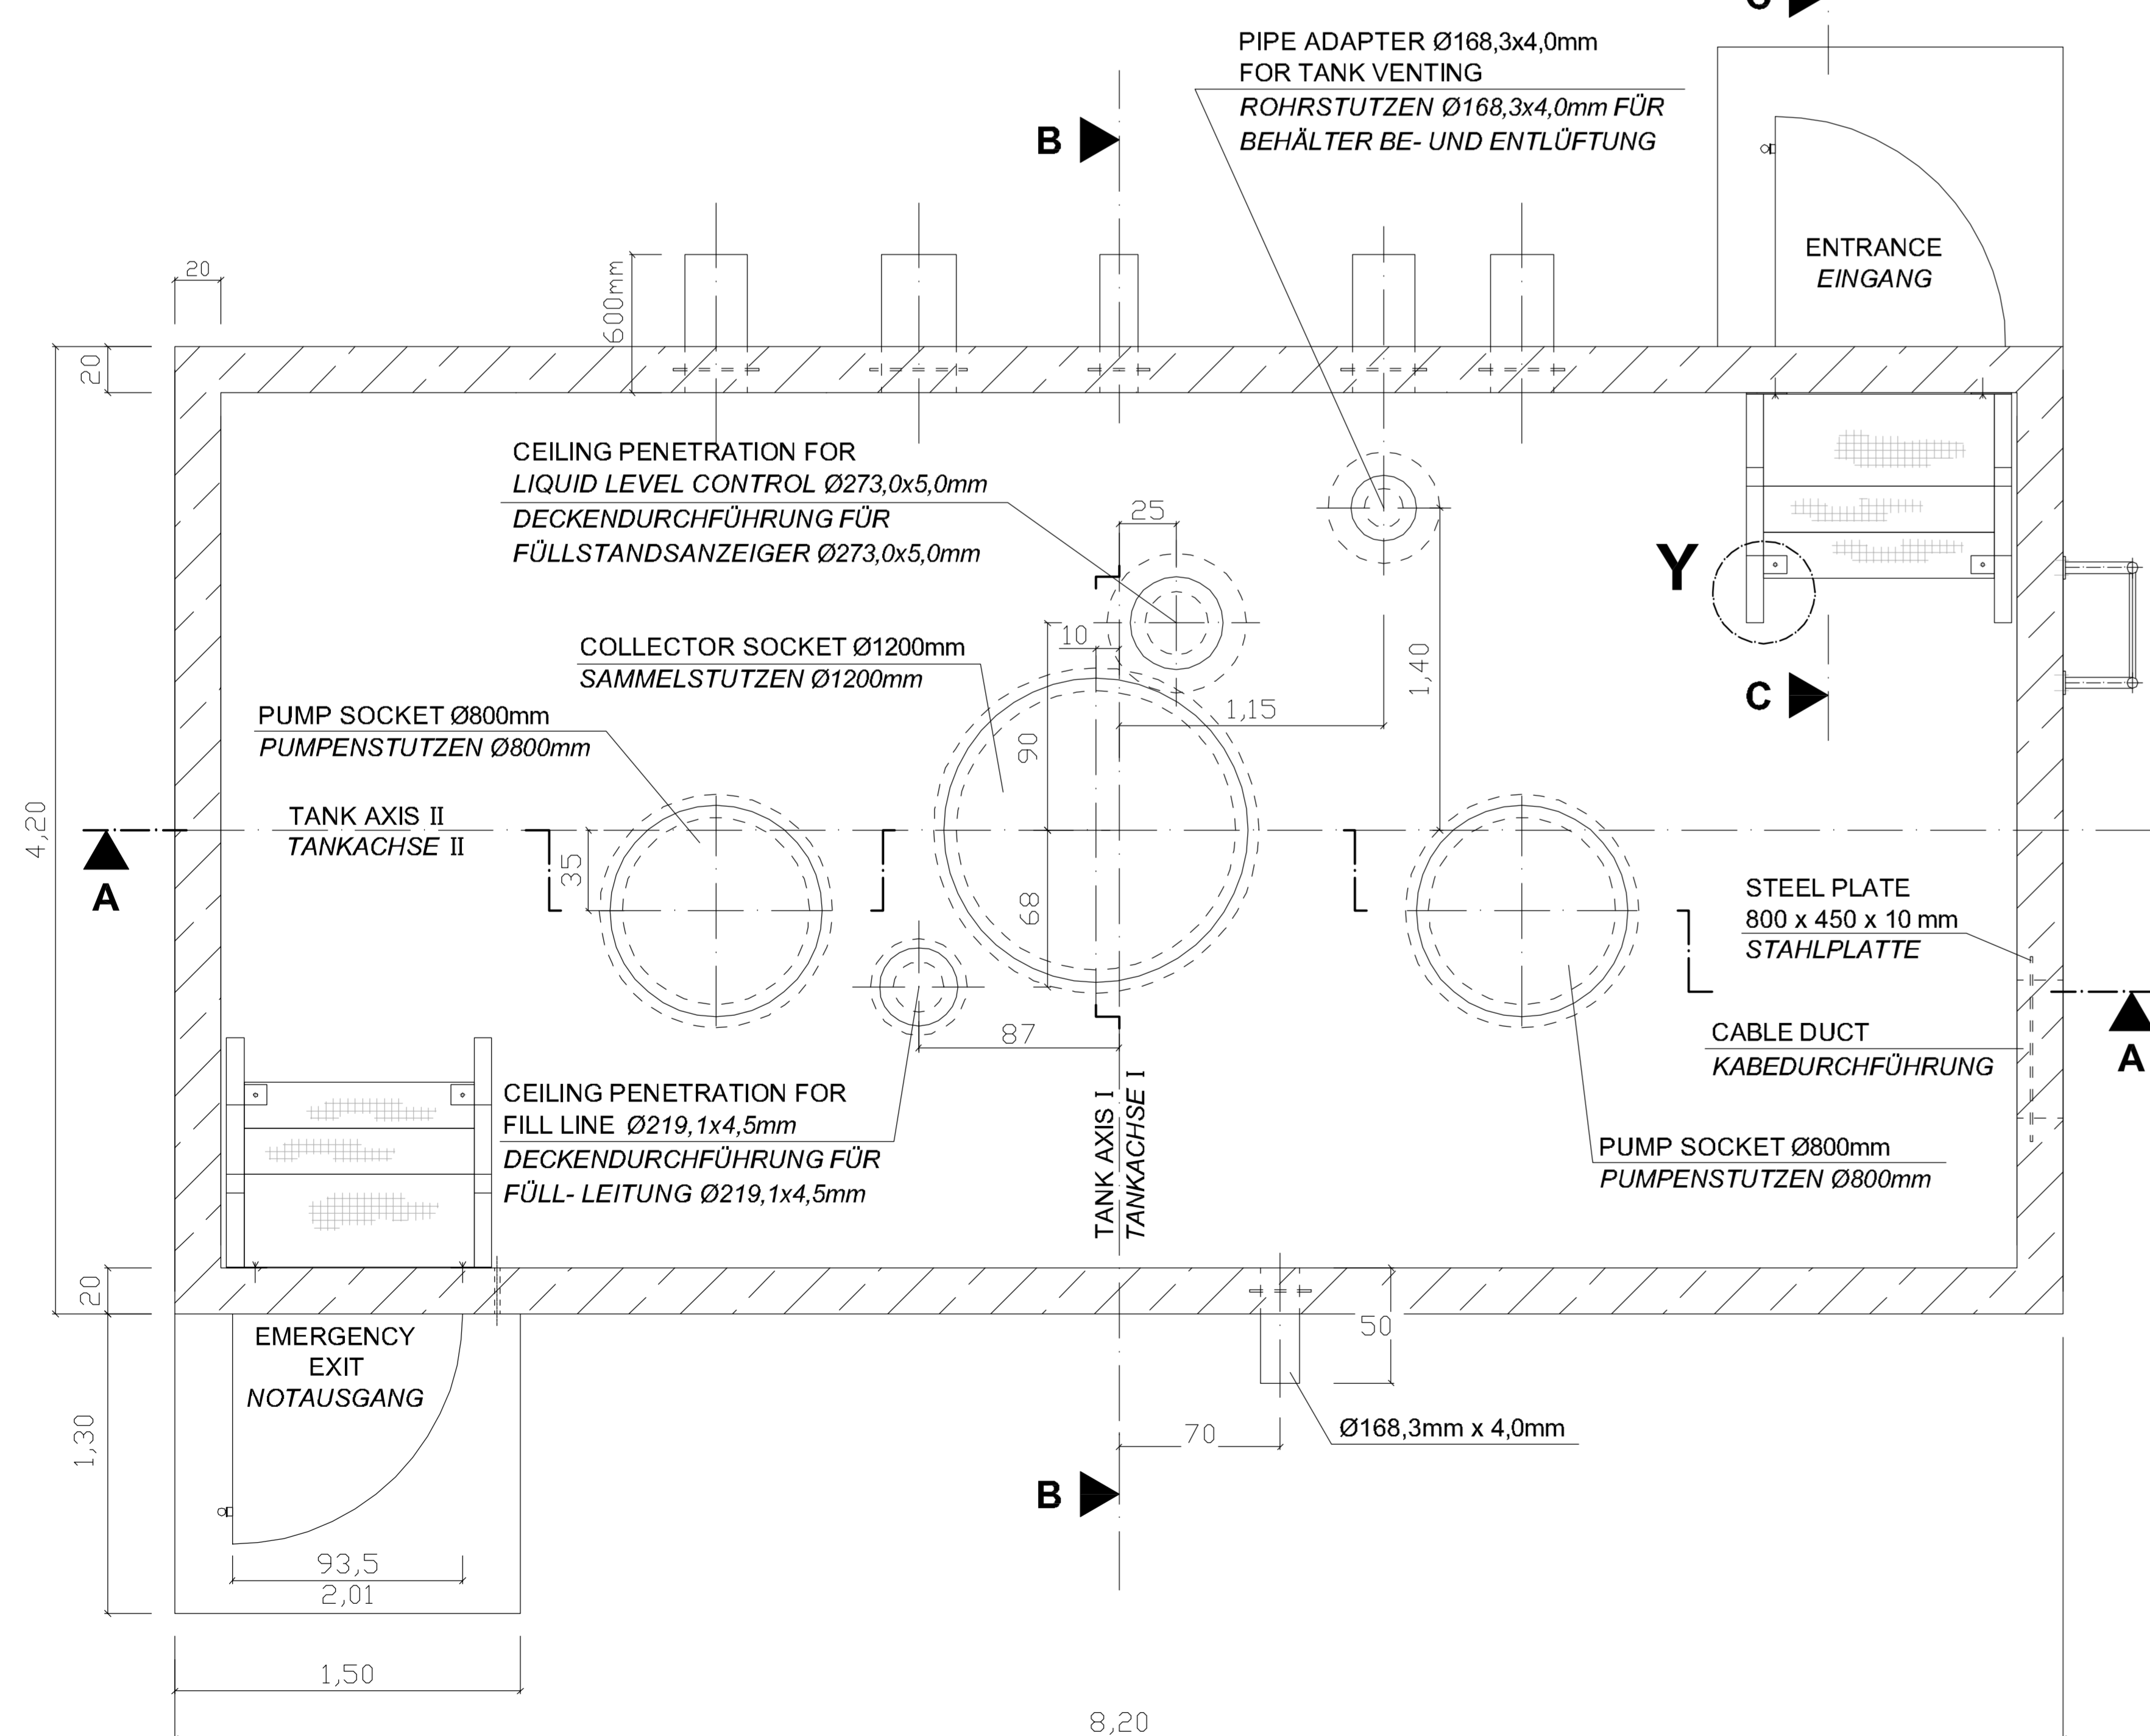 C
PIPE ADAPTER Ø168,3x4,0mm
FOR TANK VENTING
ROHRSTUTZEN Ø168,3x4,0mm FÜR
BEHÄLTER BE- UND ENTLÜFTUNG
B
ENTRANCE
EINGANG
20
600mm
20
CEILING PENETRATION FOR
LIQUID LEVEL CONTROL Ø273,0x5,0mm
DECKENDURCHFÜHRUNG FÜR
FÜLLSTANDSANZEIGER Ø273,0x5,0mm
25
Y
10
COLLECTOR SOCKET Ø1200mm
SAMMELSTUTZEN Ø1200mm
1,40
C
1,15
PUMP SOCKET Ø800mm
PUMPENSTUTZEN Ø800mm
90
TANK AXIS II
TANKACHSE II
4,20
A
35
68
STEEL PLATE
800 x 450 x 10 mm
STAHLPLATTE
87
CABLE DUCT
KABEDURCHFÜHRUNG
A
CEILING PENETRATION FOR
FILL LINE Ø219,1x4,5mm
DECKENDURCHFÜHRUNG FÜR
FÜLL- LEITUNG Ø219,1x4,5mm
TANK AXIS I
TANKACHSE I
PUMP SOCKET Ø800mm
PUMPENSTUTZEN Ø800mm
20
50
EMERGENCY
EXIT
NOTAUSGANG
1,30
70
Ø168,3mm x 4,0mm
B
93,5
2,01
1,50
8,20